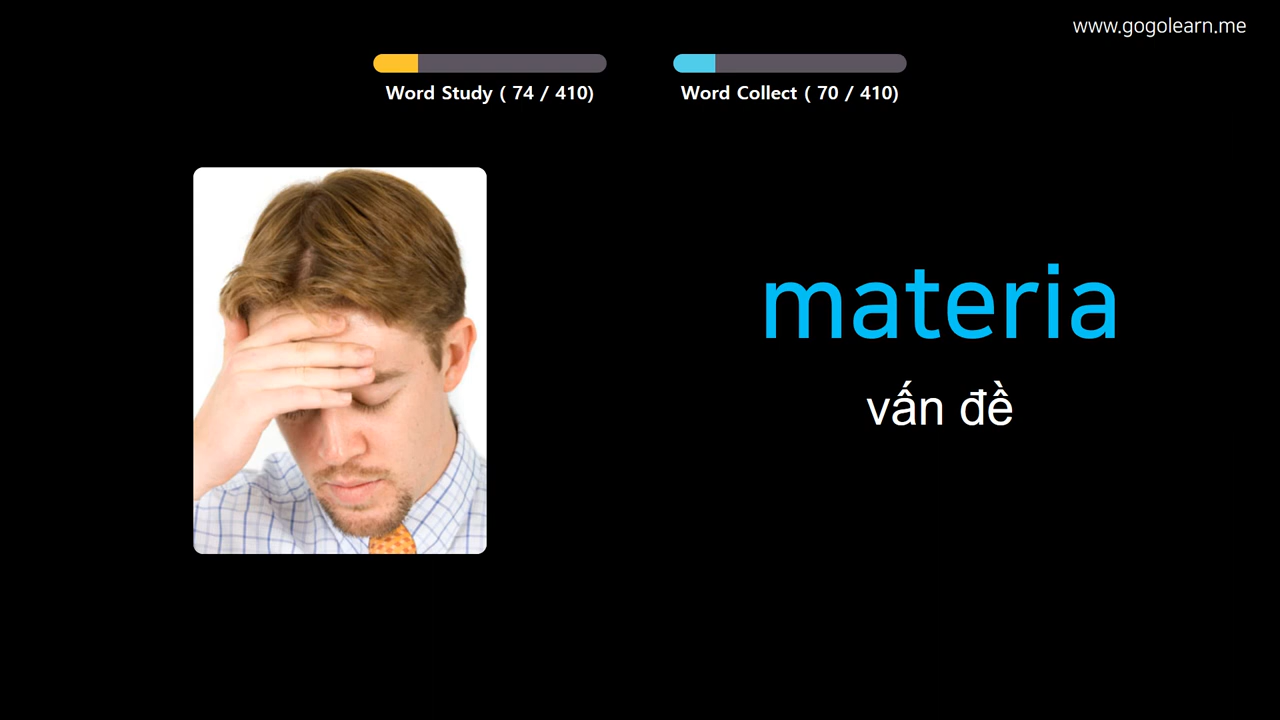 www.gogolearn.me
Word Study ( 74 / 410)
Word Collect ( 70 / 410)
materia
vấn đề